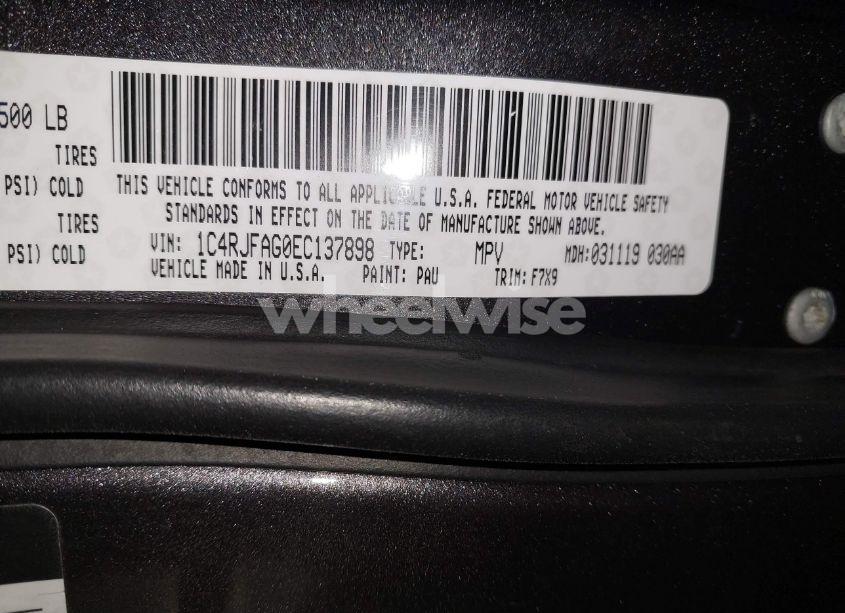 500 LB
TIRES
PSI) COLD
TIRES
PSI) COLD
THIS VEHICLE CONFORMS TO ALL APPLICABLE U.S.A. FEDERAL MOTOR VEHICLE SAFETY
STANDARDS IN EFFECT ON THE DATE OF MANUFACTURE SHOWN ABOVE.
VIN: 1C4RJFAG0EC137898 TYPE: MPV MDH:031119 030AA
VEHICLE MADE IN U.S.A. PAINT: PAU TRIM: F7X9
wheelwise